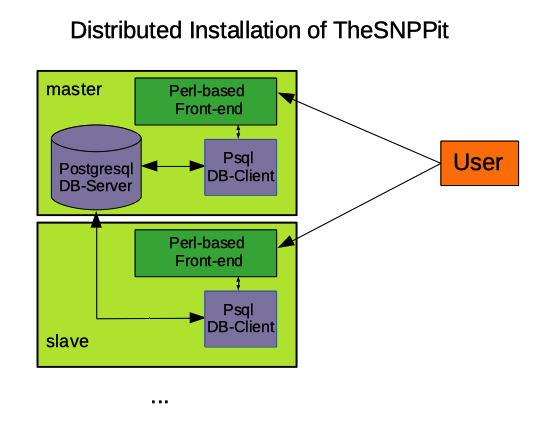 Distributed Installation of TheSNPPit
master
Perl-based
Front-end
Postgresql
DB-Server
Psql
DB-Client
User
Perl-based
Front-end
Psql
DB-Client
slave
...